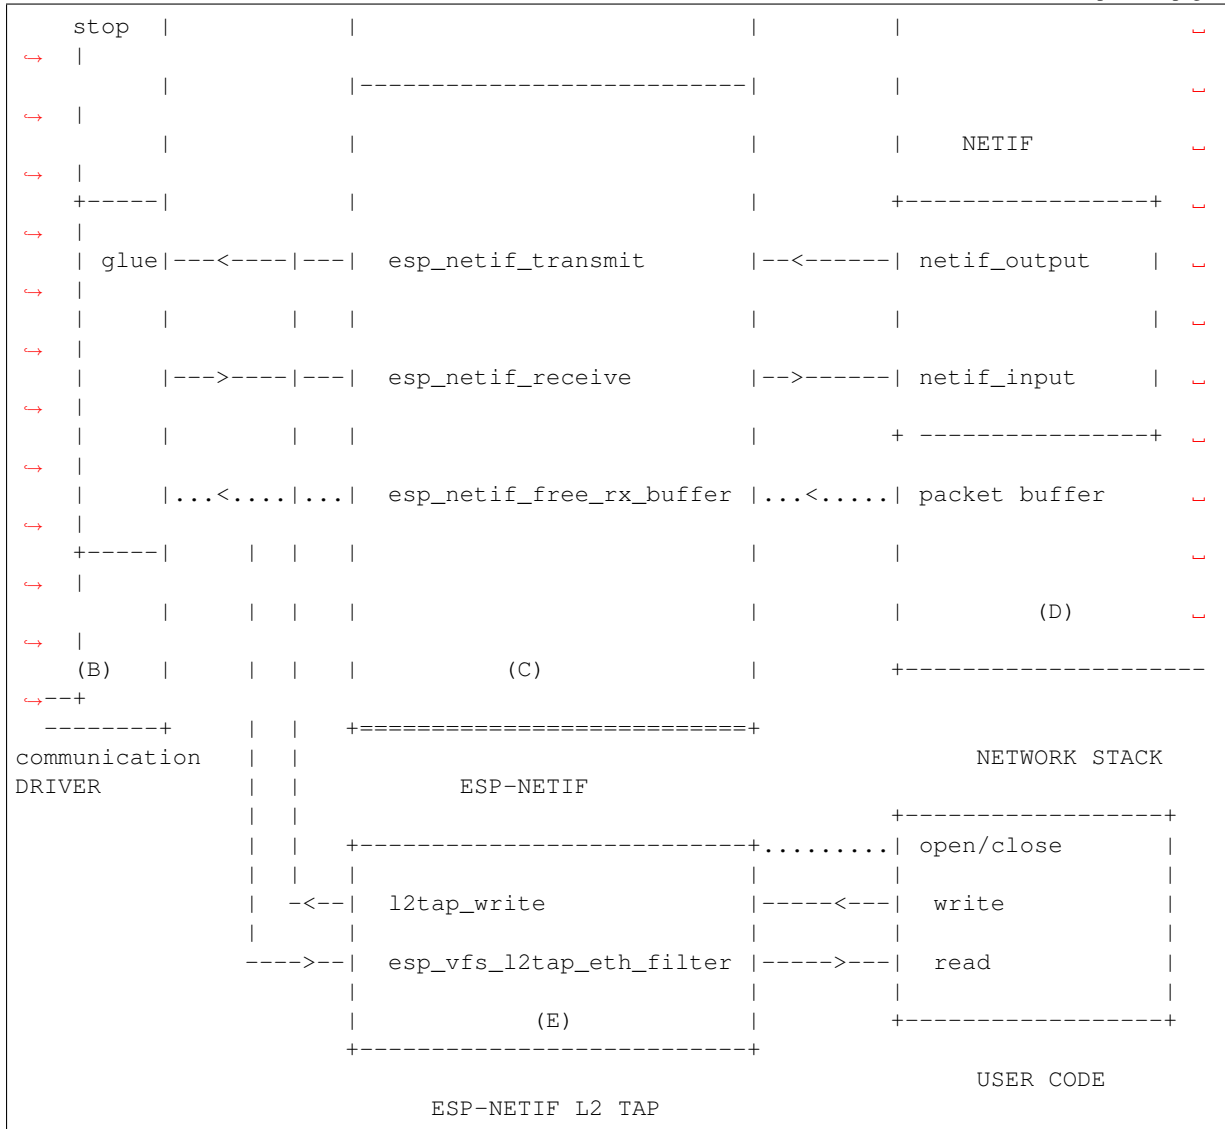 stop  |            |                           |         |                    ␣
↪   |
          |            |---------------------------|         |                    ␣
↪   |
          |            |                           |         |    NETIF           ␣
↪   |
    +-----|            |                           |         +-----------------+  ␣
↪   |
    | glue|---<----|---|  esp_netif_transmit       |--<------| netif_output    |  ␣
↪   |
    |     |        |   |                           |         |                 |  ␣
↪   |
    |     |--->----|---|  esp_netif_receive        |-->------| netif_input     |  ␣
↪   |
    |     |        |   |                           |         + ----------------+  ␣
↪   |
    |     |...<....|...|  esp_netif_free_rx_buffer |...<.....| packet buffer      ␣
↪   |
    +-----|     |  |   |                           |         |                    ␣
↪   |
          |     |  |   |                           |         |         (D)        ␣
↪   |
    (B)   |     |  |   |          (C)              |         +---------------------
↪--+
  --------+     |  |   +===========================+
communication   |  |                                               NETWORK STACK
DRIVER          |  |           ESP-NETIF
                |  |                                         +------------------+
                |  |   +---------------------------+.........| open/close       |
                |  |   |                           |         |                  |
                |  -<--|  l2tap_write              |-----<---|  write           |
                |      |                           |         |                  |
                ---->--|  esp_vfs_l2tap_eth_filter |----->---|  read            |
                       |                           |         |                  |
                       |            (E)            |         +------------------+
                       +---------------------------+
                                                                   USER CODE
                             ESP-NETIF L2 TAP